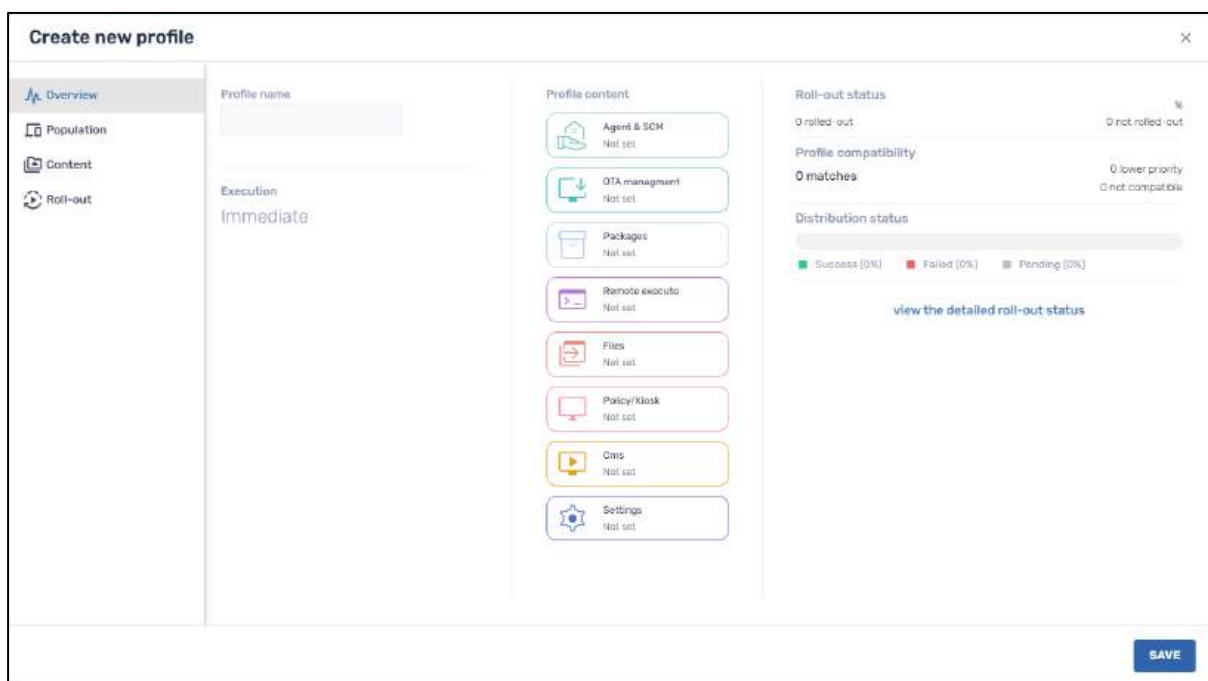 Create new profile
Overview
Population
Content
Roll-out
Profile name
Execution
Immediate
Profile content
Agent & SCM
Not set
OTA managment
Not set
Packages
Not set
Remote execute
Not set
Files
Not set
Policy/Kiosk
Not set
Cms
Not set
Settings
Not set
Roll-out status
%
0 rolled-out 0 not rolled-out
Profile compatibility
0 matches
0 lower priority
0 not compatible
Distribution status
Success (0%) Failed (0%) Pending (0%)
view the detailed roll-out status
SAVE